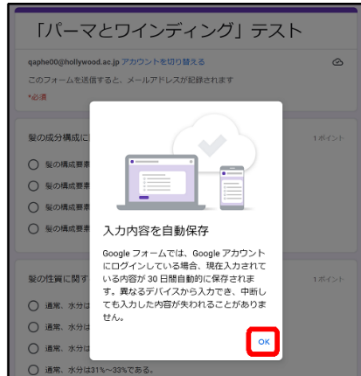 「パーマとワインディング」テスト
qaphe00@hollywood.ac.jp アカウントを切り替える
このフォームを送信すると、メールアドレスが記録されます
*必須
髪の成分構成に
1 ポイント
髪の構成要素
髪の構成要素
髪の構成要素
髪の構成要素
入力内容を自動保存
Google フォームでは、Google アカウント
にログインしている場合、現在入力されて
いる内容が 30 日間自動的に保存されま
す。異なるデバイスから入力でき、中断し
ても入力した内容が失われることがありま
せん。
OK
髪の性質に関す
1 ポイント
通常、水分は
通常、水分は
通常、水分は
通常、水分は31%～33%である。